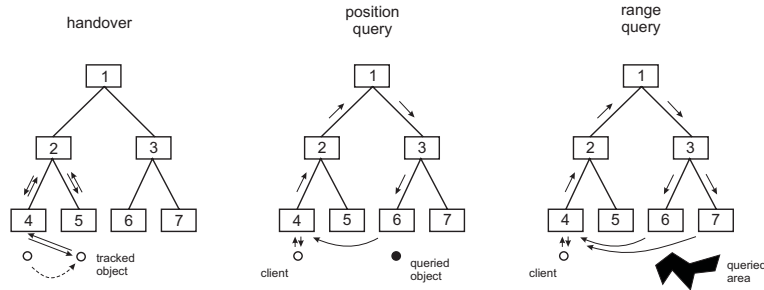 handover
1
2
3
4
5
6
7
tracked
object
position
query
1
2
3
4
5
6
7
client
queried
object
range
query
1
2
3
4
5
6
7
client
queried
area